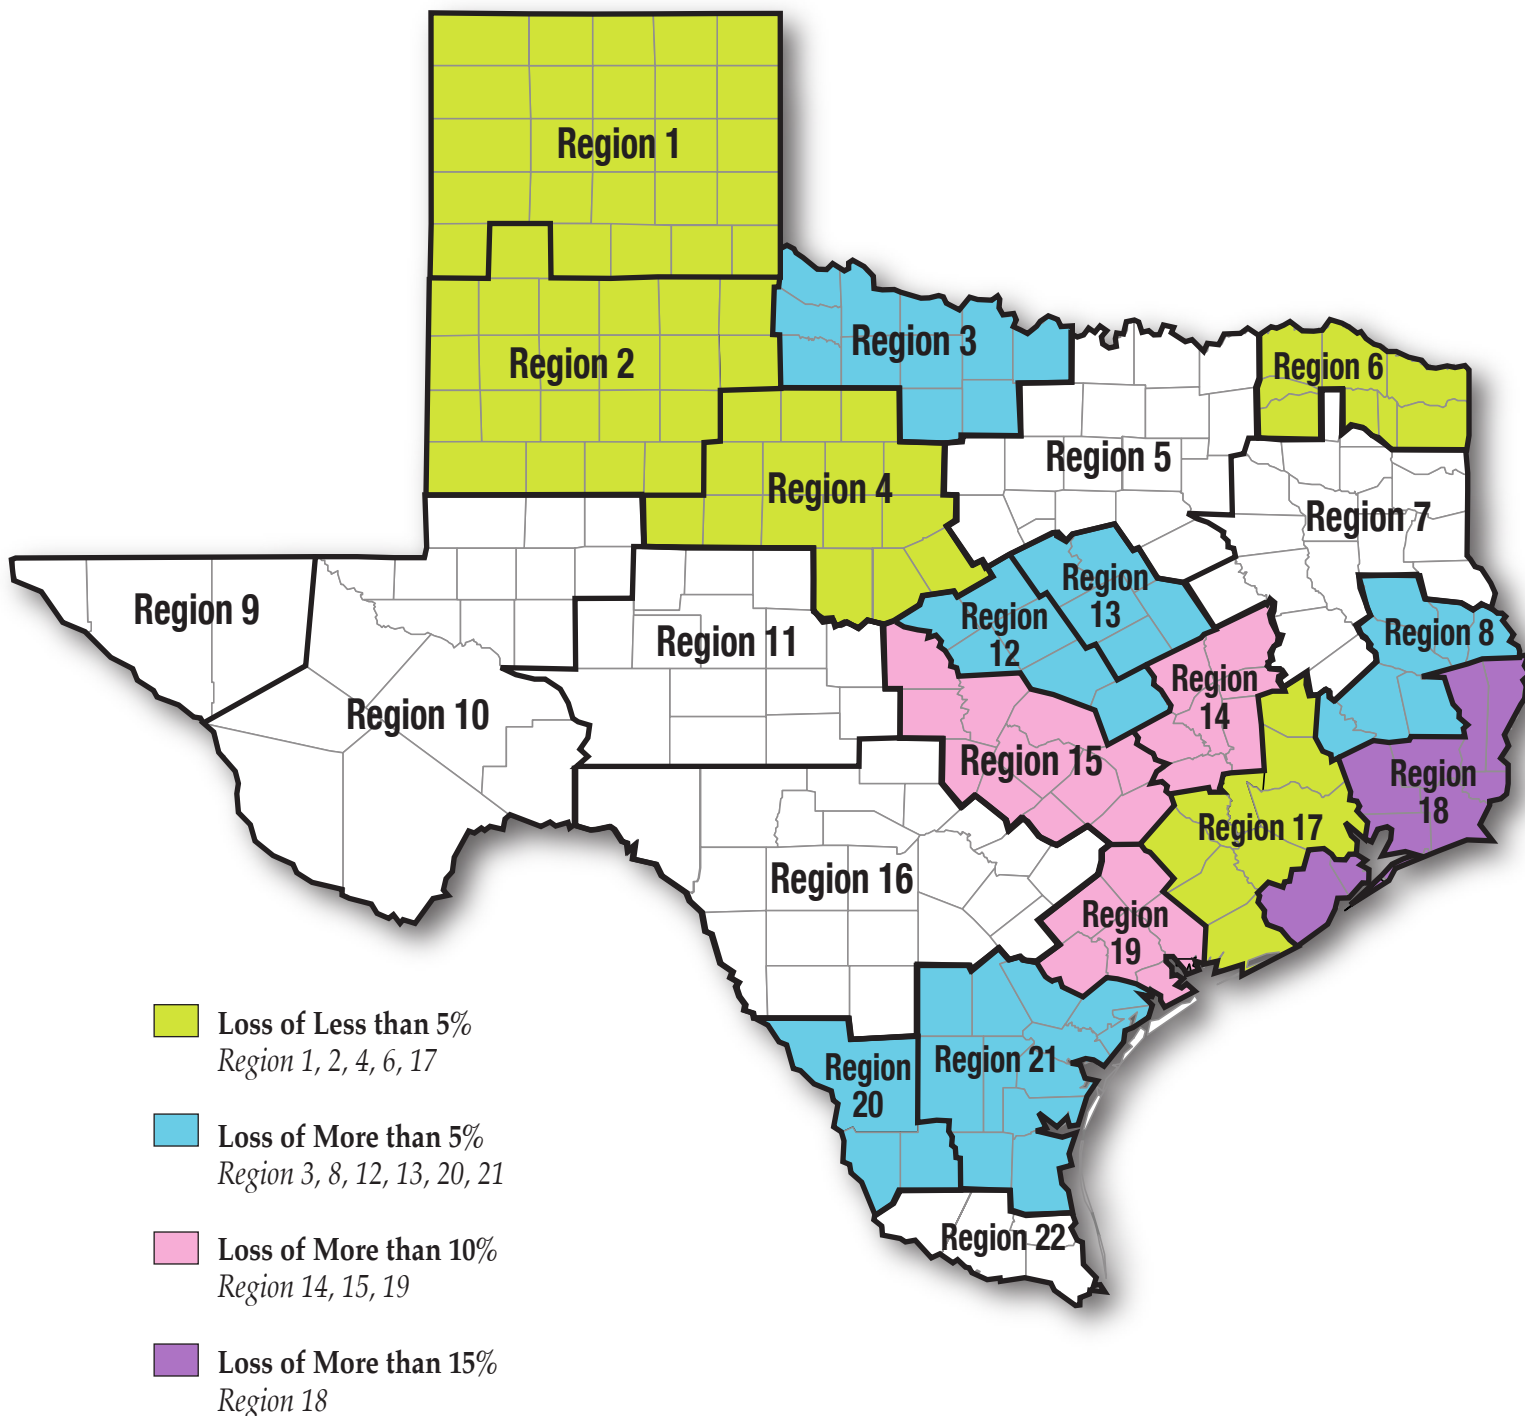 Region 1
Region 2
Region 3
Region 6
Region 5
Region 4
Region 7
Region 9
Region
13
Region
12
Region 8
Region 11
Region
14
Region 10
Region 15
Region
18
Region 17
Region 16
Region
19
Region 21
Region
20
Region 22
Loss of Less than 5%
Region 1, 2, 4, 6, 17
Loss of More than 5%
Region 3, 8, 12, 13, 20, 21
Loss of More than 10%
Region 14, 15, 19
Loss of More than 15%
Region 18